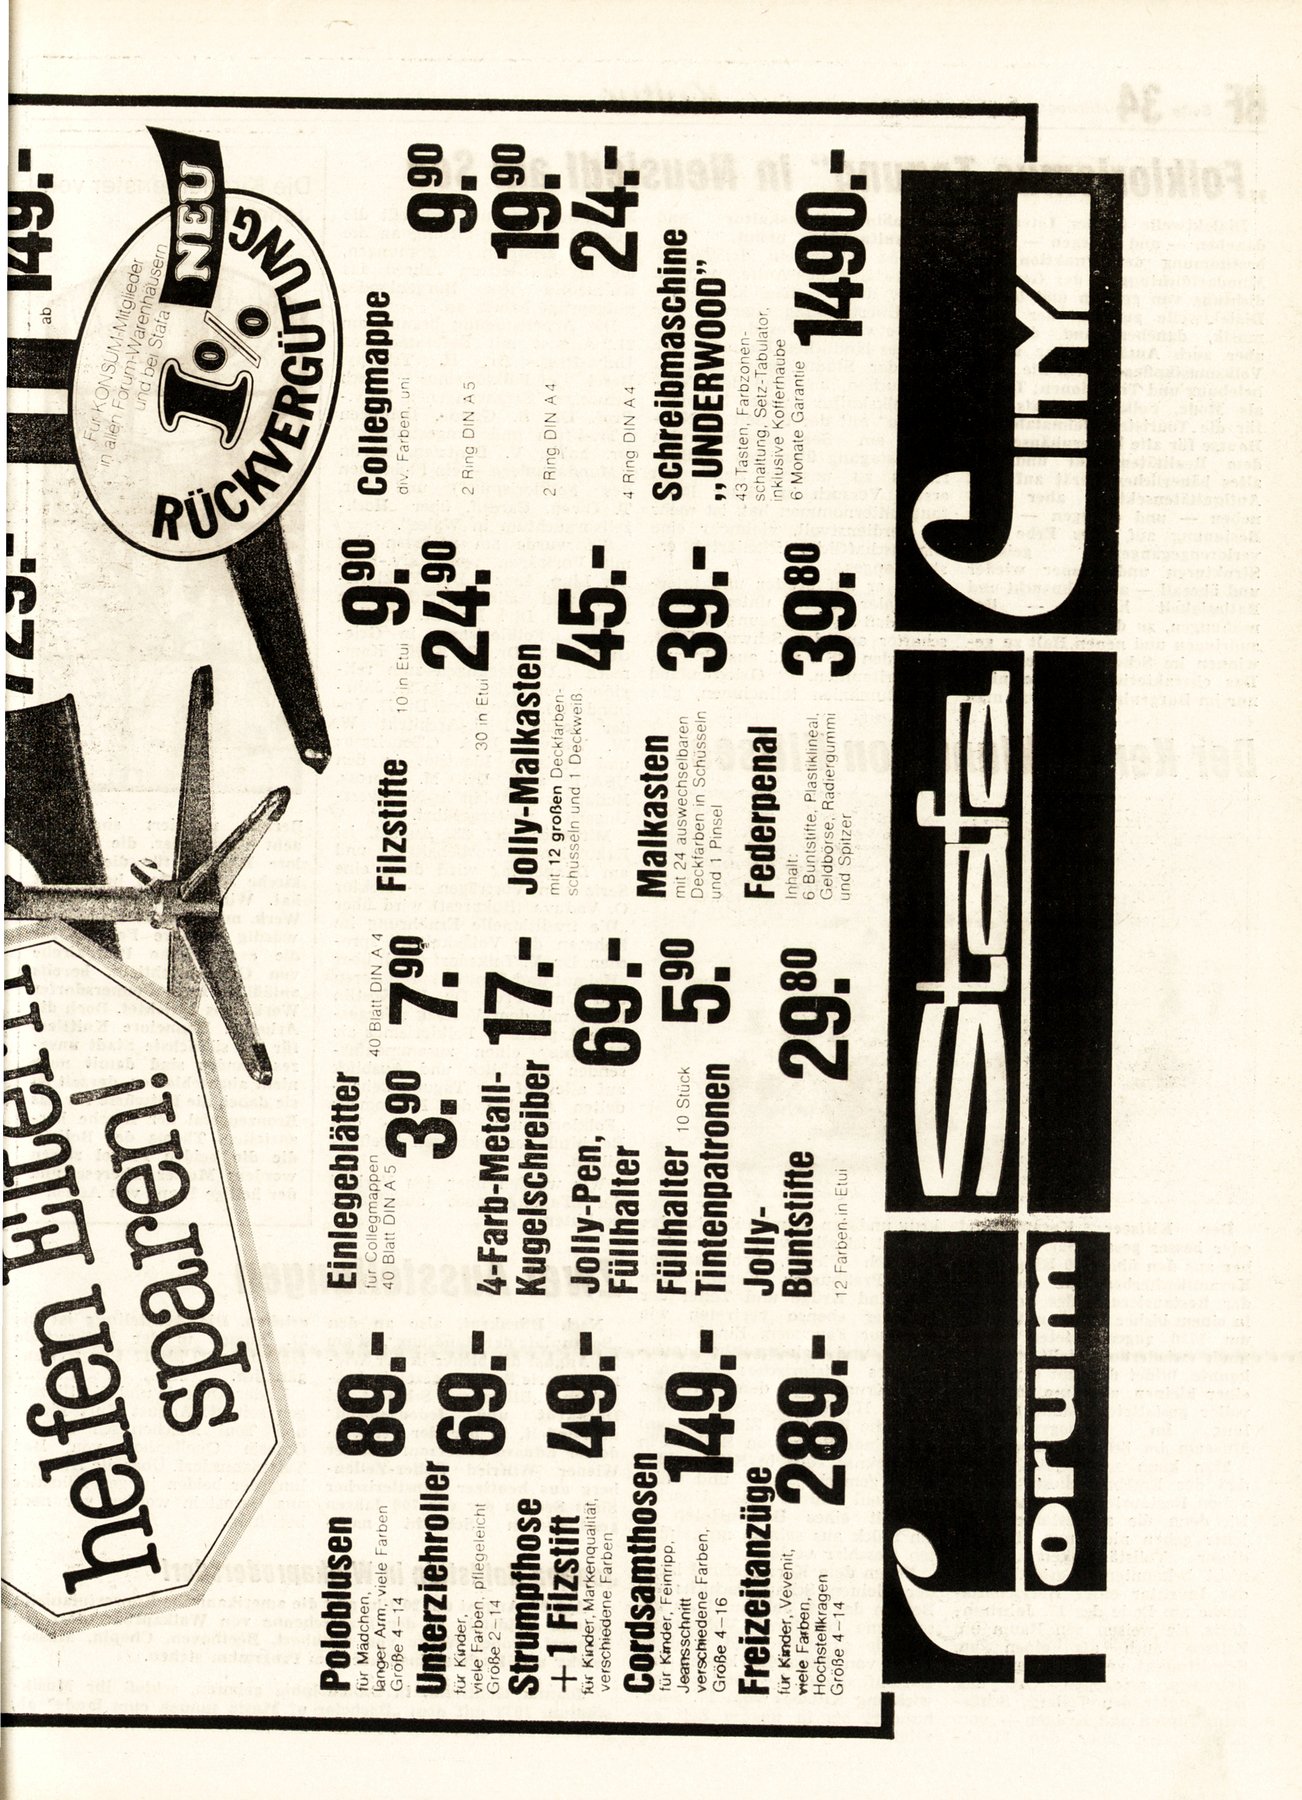 helfen Eltern
sparen!
729.-
ab 149.-
Für KONSUM-Mitglieder
in allen Forum-Warenhäusern
und bei Stafa
NEU
1%
RÜCKVERGÜTUNG
Poloblusen
für Mädchen,
langer Arm, viele Farben
Größe 4–14
89.-
Unterziehroller
für Kinder,
viele Farben, pflegeleicht
Größe 2–14
69.-
Strumpfhose
+ 1 Filzstift
für Kinder, Markenqualität,
verschiedene Farben
49.-
Cordsamthosen
für Kinder, Feinripp,
Jeansschnitt
verschiedene Farben,
Größe 4–16
149.-
Freizeitanzüge
für Kinder, Vevenit,
viele Farben,
Hochstellkragen
Größe 4–14
289.-
Einlegeblätter
für Collegmappen
40 Blatt DIN A 5 3.90
40 Blatt DIN A 4 7.90
4-Farb-Metall-
Kugelschreiber 17.-
Jolly-Pen,
Füllhalter 69.-
Füllhalter 10 Stück
Tintenpatronen 5.90
Jolly-
Buntstifte 29.80
12 Farben in Etui
Filzstifte 10 in Etui 9.90
30 in Etui 24.90
Jolly-Malkasten
mit 12 großen Deckfarben-
schüsseln und 1 Deckweiß
45.-
Malkasten
mit 24 auswechselbaren
Deckfarben in Schüsseln
und 1 Pinsel
39.-
Federpenal
Inhalt:
6 Buntstifte, Plastiklineal,
Geldbörse, Radiergummi
und Spitzer
39.80
Collegmappe
div. Farben, uni
2 Ring DIN A 5 9.90
2 Ring DIN A 4 19.90
4 Ring DIN A 4 24.-
Schreibmaschine
„UNDERWOOD”
43 Tasten, Farbzonen-
schaltung, Setz-Tabulator,
inklusive Kofferhaube
6 Monate Garantie
1490.-
forum
Stafa
CITY